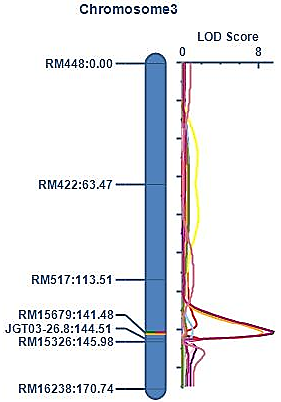 Chromosome3
LOD Score
0 8
RM448:0.00
RM422:63.47
RM517:113.51
RM15679:141.48
JGT03-26.8:144.51
RM15326:145.98
RM16238:170.74